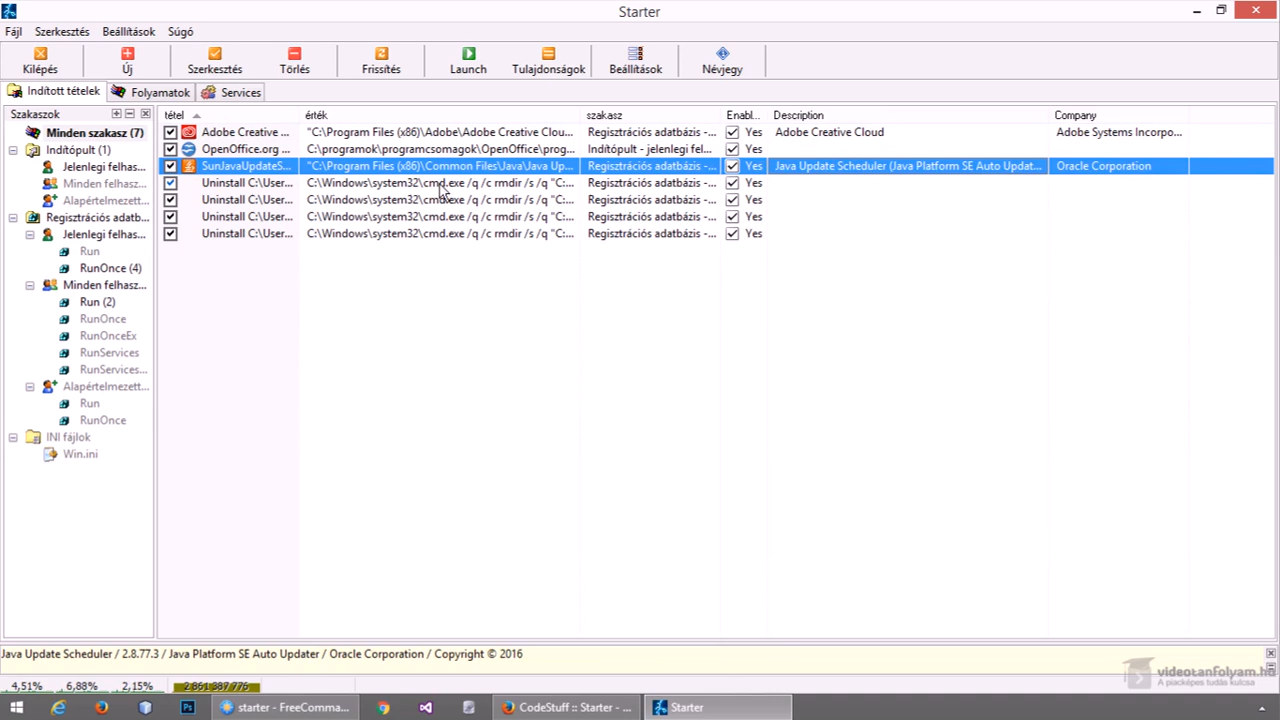 Starter
Fájl Szerkesztés Beállítások Súgó
Kilépés Új Szerkesztés Törlés Frissítés Launch Tulajdonságok Beállítások Névjegy
Indított tételek Folyamatok Services
Szakaszok
Minden szakasz (7)
Indítópult (1)
Jelenlegi felhas...
Minden felhasz...
Alapértelmezett...
Regisztrációs adatb...
Jelenlegi felhas...
Run
RunOnce (4)
Minden felhasz...
Run (2)
RunOnce
RunOnceEx
RunServices
RunServices...
Alapértelmezett...
Run
RunOnce
INI fájlok
Win.ini
tétel érték szakasz Enabl... Description Company
Adobe Creative ... "C:\Program Files (x86)\Adobe\Adobe Creative Clou... Regisztrációs adatbázis -... Yes Adobe Creative Cloud Adobe Systems Incorpo...
OpenOffice.org ... C:\programok\programcsomagok\OpenOffice\prog... Indítópult - jelenlegi fel... Yes
SunJavaUpdateS... "C:\Program Files (x86)\Common Files\Java\Java Up... Regisztrációs adatbázis -... Yes Java Update Scheduler (Java Platform SE Auto Updat... Oracle Corporation
Uninstall C:\User... C:\Windows\system32\cmd.exe /q /c rmdir /s /q "C:... Regisztrációs adatbázis -... Yes
Uninstall C:\User... C:\Windows\system32\cmd.exe /q /c rmdir /s /q "C:... Regisztrációs adatbázis -... Yes
Uninstall C:\User... C:\Windows\system32\cmd.exe /q /c rmdir /s /q "C:... Regisztrációs adatbázis -... Yes
Uninstall C:\User... C:\Windows\system32\cmd.exe /q /c rmdir /s /q "C:... Regisztrációs adatbázis -... Yes
Java Update Scheduler / 2.8.77.3 / Java Platform SE Auto Updater / Oracle Corporation / Copyright © 2016
videotanfolyam.hu
A piacképes tudás kulcsa
4,51% 6,88% 2,15% 2 861 387 776
starter - FreeComma... CodeStuff :: Starter - ... Starter